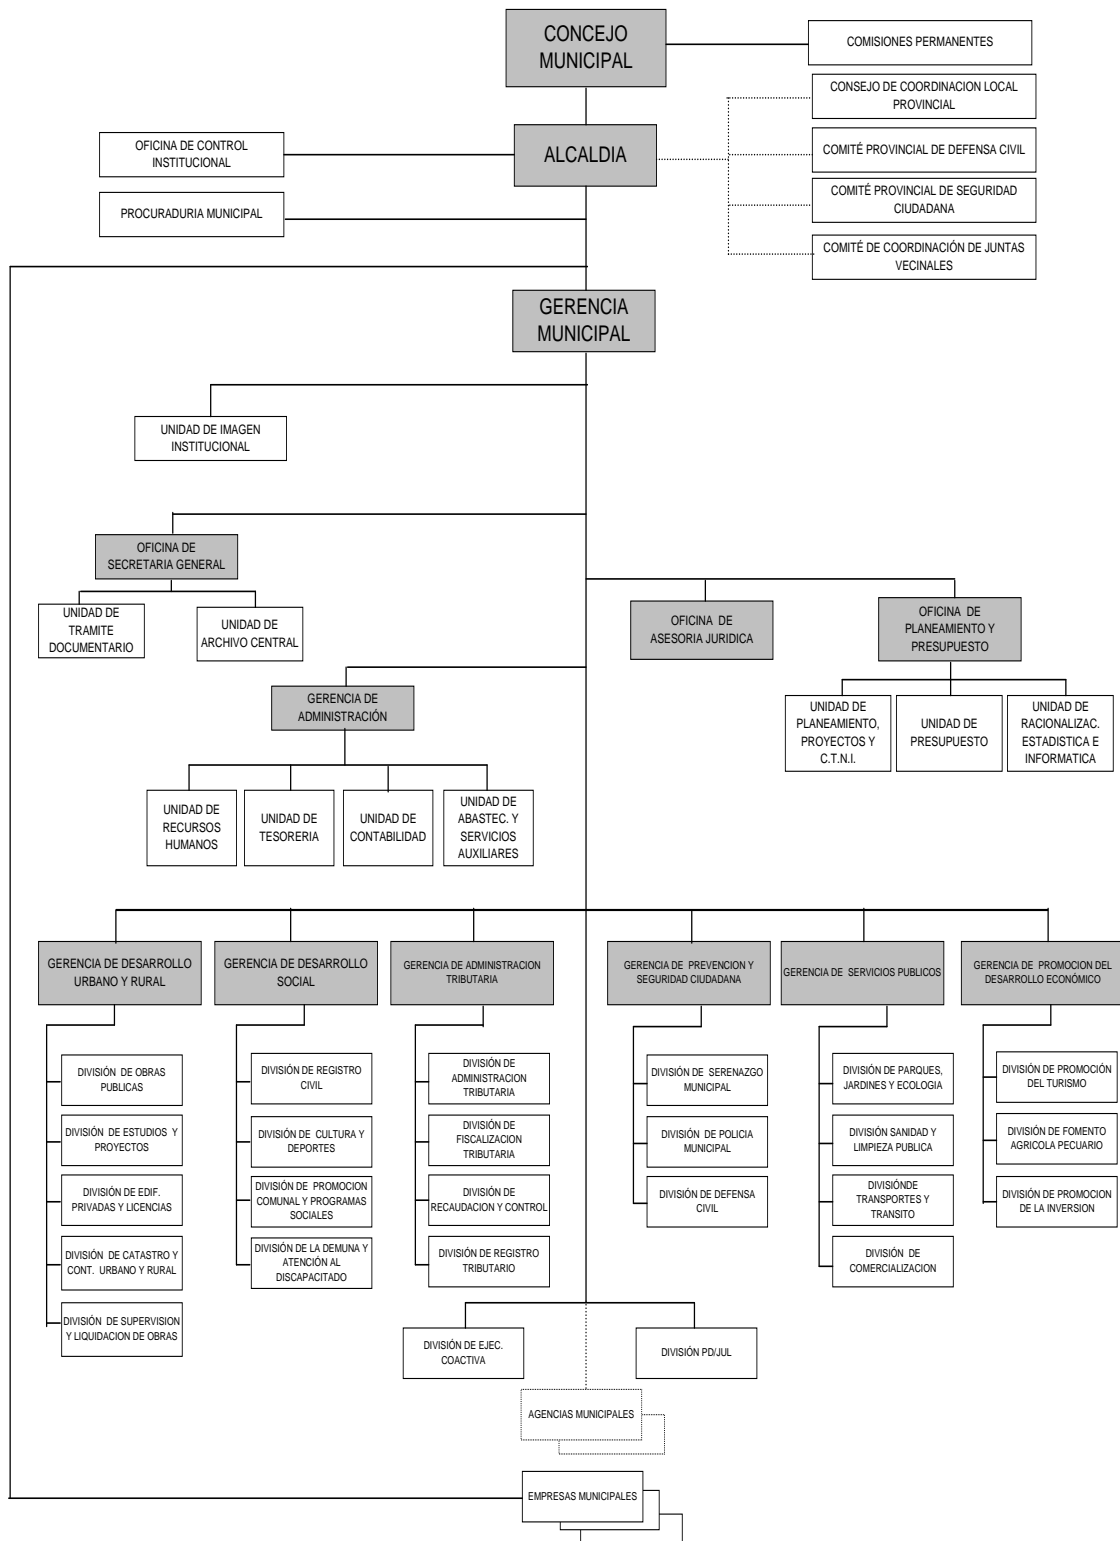 CONCEJO
MUNICIPAL
COMISIONES PERMANENTES
CONSEJO DE COORDINACION LOCAL
PROVINCIAL
OFICINA DE CONTROL
INSTITUCIONAL
ALCALDIA
COMITÉ PROVINCIAL DE DEFENSA CIVIL
PROCURADURIA MUNICIPAL
COMITÉ PROVINCIAL DE SEGURIDAD
CIUDADANA
COMITÉ DE COORDINACIÓN DE JUNTAS
VECINALES
GERENCIA
MUNICIPAL
UNIDAD DE IMAGEN
INSTITUCIONAL
OFICINA DE
SECRETARIA GENERAL
UNIDAD DE
TRAMITE
DOCUMENTARIO
UNIDAD DE
ARCHIVO CENTRAL
OFICINA DE
ASESORIA JURIDICA
OFICINA DE
PLANEAMIENTO Y
PRESUPUESTO
GERENCIA DE
ADMINISTRACIÓN
UNIDAD DE
PLANEAMIENTO,
PROYECTOS Y
C.T.N.I.
UNIDAD DE
PRESUPUESTO
UNIDAD DE
RACIONALIZAC.
ESTADISTICA E
INFORMATICA
UNIDAD DE
RECURSOS
HUMANOS
UNIDAD DE
TESORERIA
UNIDAD DE
CONTABILIDAD
UNIDAD DE
ABASTEC. Y
SERVICIOS
AUXILIARES
GERENCIA DE DESARROLLO
URBANO Y RURAL
GERENCIA DE DESARROLLO
SOCIAL
GERENCIA DE ADMINISTRACION
TRIBUTARIA
GERENCIA DE PREVENCION Y
SEGURIDAD CIUDADANA
GERENCIA DE SERVICIOS PUBLICOS
GERENCIA DE PROMOCION DEL
DESARROLLO ECONÓMICO
DIVISIÓN DE OBRAS
PUBLICAS
DIVISIÓN DE ESTUDIOS Y
PROYECTOS
DIVISIÓN DE EDIF.
PRIVADAS Y LICENCIAS
DIVISIÓN DE CATASTRO Y
CONT. URBANO Y RURAL
DIVISIÓN DE SUPERVISION
Y LIQUIDACION DE OBRAS
DIVISIÓN DE REGISTRO
CIVIL
DIVISIÓN DE CULTURA Y
DEPORTES
DIVISIÓN DE PROMOCION
COMUNAL Y PROGRAMAS
SOCIALES
DIVISIÓN DE LA DEMUNA Y
ATENCIÓN AL
DISCAPACITADO
DIVISIÓN DE
ADMINISTRACION
TRIBUTARIA
DIVISIÓN DE
FISCALIZACION
TRIBUTARIA
DIVISIÓN DE
RECAUDACION Y CONTROL
DIVISIÓN DE REGISTRO
TRIBUTARIO
DIVISIÓN DE SERENAZGO
MUNICIPAL
DIVISIÓN DE POLICIA
MUNICIPAL
DIVISIÓN DE DEFENSA
CIVIL
DIVISIÓN DE PARQUES,
JARDINES Y ECOLOGIA
DIVISIÓN SANIDAD Y
LIMPIEZA PUBLICA
DIVISIÓNDE
TRANSPORTES Y
TRANSITO
DIVISIÓN DE
COMERCIALIZACION
DIVISIÓN DE PROMOCIÓN
DEL TURISMO
DIVISIÓN DE FOMENTO
AGRICOLA PECUARIO
DIVISIÓN DE PROMOCION
DE LA INVERSION
DIVISIÓN DE EJEC.
COACTIVA
DIVISIÓN PD/JUL
AGENCIAS MUNICIPALES
EMPRESAS MUNICIPALES